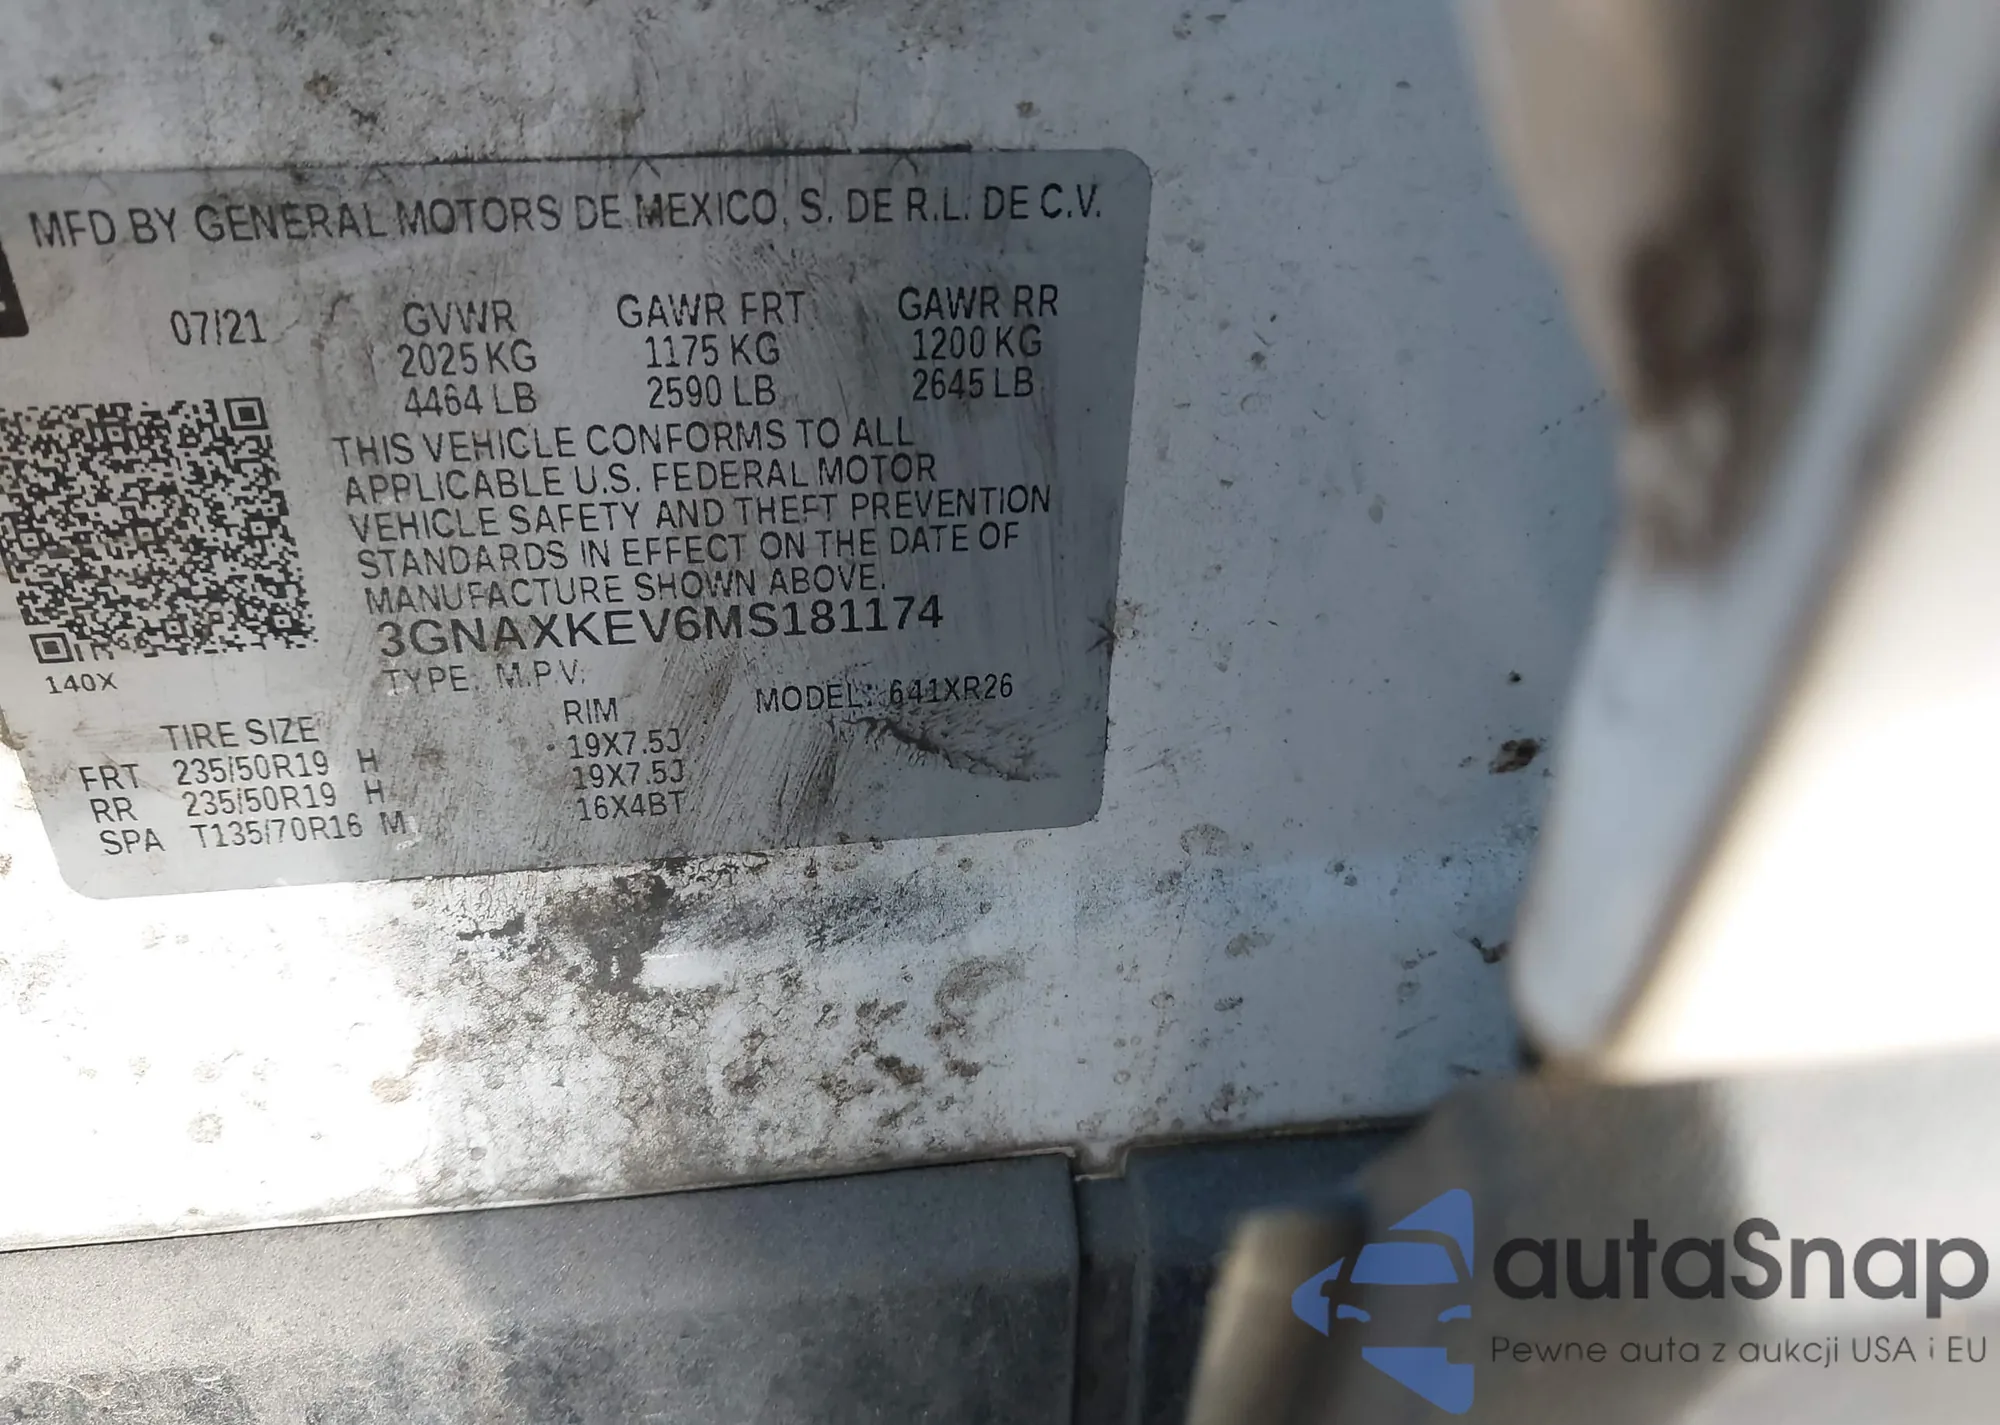 MFD BY GENERAL MOTORS DE MEXICO, S. DE R.L. DE C.V.
07/21 GVWR GAWR FRT GAWR RR
2025 KG 1175 KG 1200 KG
4464 LB 2590 LB 2645 LB
THIS VEHICLE CONFORMS TO ALL
APPLICABLE U.S. FEDERAL MOTOR
VEHICLE SAFETY AND THEFT PREVENTION
STANDARDS IN EFFECT ON THE DATE OF
MANUFACTURE SHOWN ABOVE.
3GNAXKEV6MS181174
140X TYPE: M.P.V. MODEL: 641XR26
TIRE SIZE RIM
FRT 235/50R19 H 19X7.5J
RR 235/50R19 H 19X7.5J
SPA T135/70R16 M 16X4BT
autaSnap
Pewne auta z aukcji USA i EU